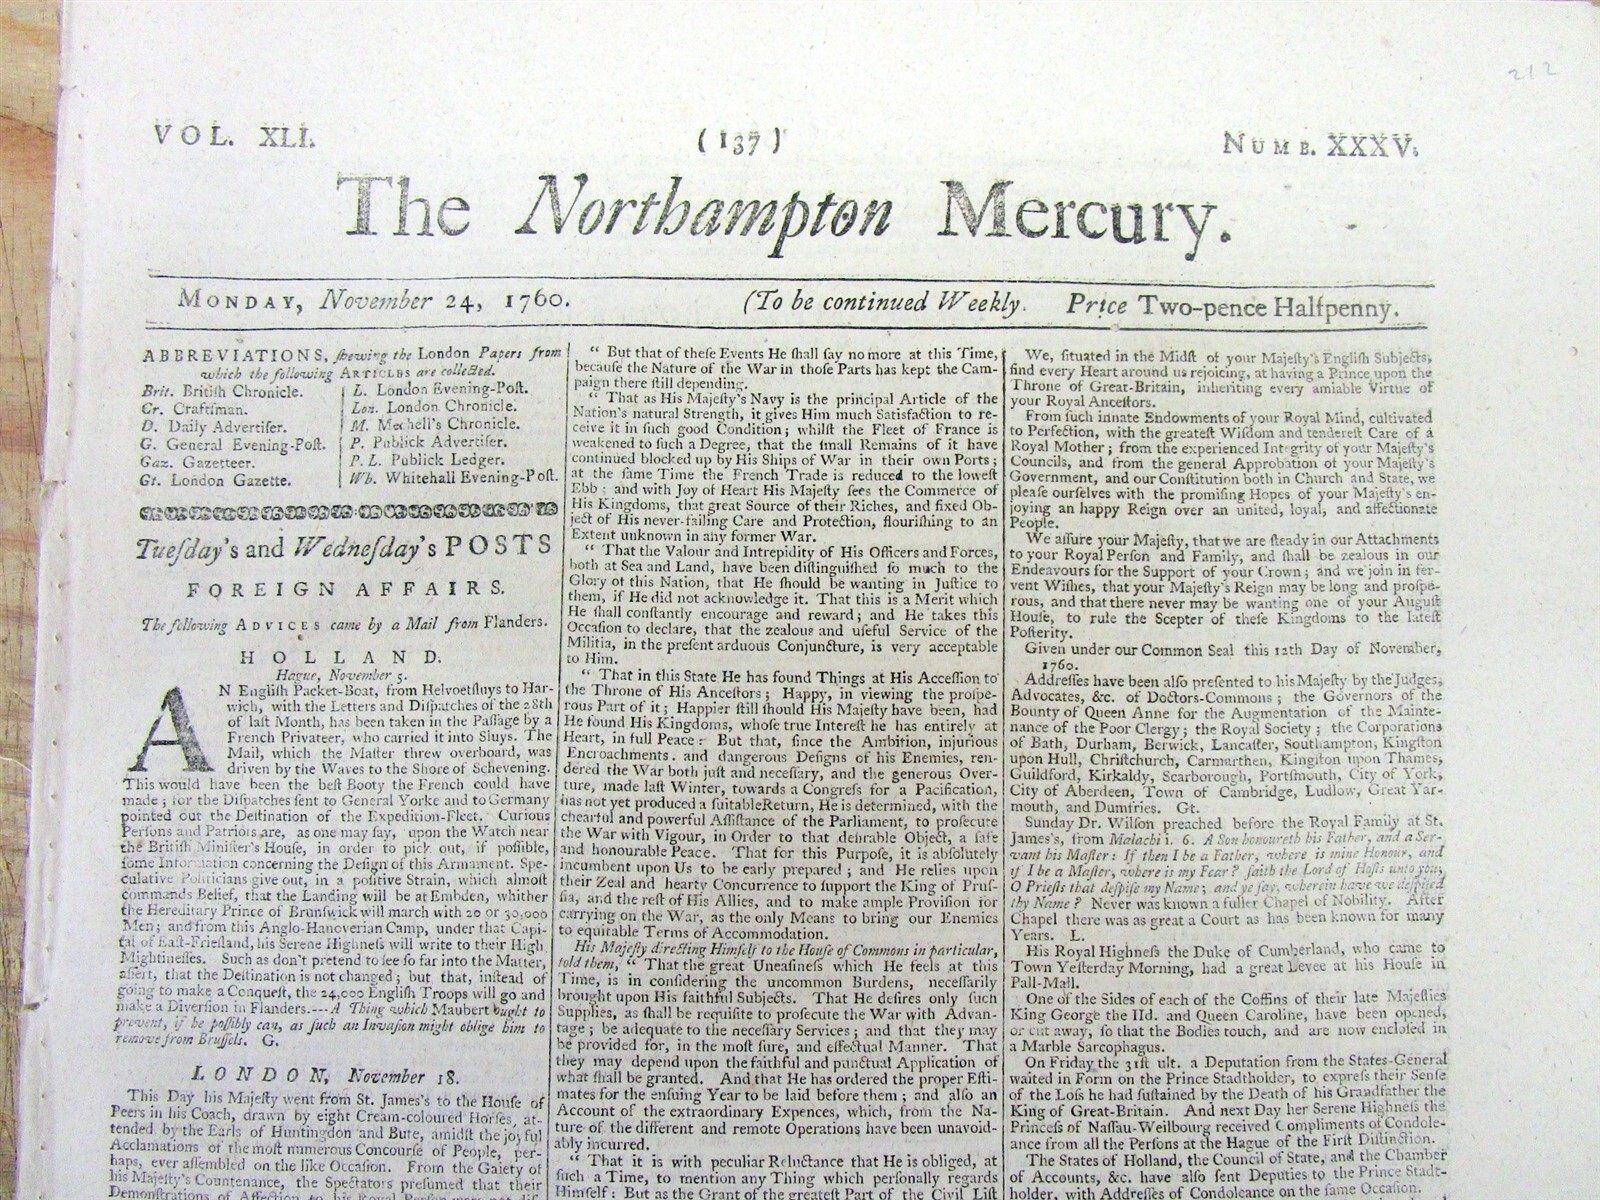 212
VOL. XLI.
(137)
NUMB. XXXV.
The Northampton Mercury.
MONDAY, November 24, 1760.
(To be continued Weekly. Price Two-pence Halfpenny.
ABBREVIATIONS, ſhewing the London Papers from
which the following ARTICLES are collected.
Brit. Britiſh Chronicle.
Cr. Craftſman.
D. Daily Advertiſer.
G. General Evening-Poſt.
Gaz. Gazetteer.
Gt. London Gazette.
L. London Evening-Poſt.
Lon. London Chronicle.
M. Mechell's Chronicle.
P. Publick Advertiſer.
P. L. Publick Ledger.
Wh. Whitehall Evening-Poſt.
Tueſday's and Wedneſday's POSTS
FOREIGN AFFAIRS.
The following ADVICES came by a Mail from Flanders.
HOLLAND.
Hague, November 5.
AN Engliſh Packet-Boat, from Helvoetſluys to Har-
wich, with the Letters and Diſpatches of the 28th
of laſt Month, has been taken in the Paſſage by a
French Privateer, who carried it into Sluys. The
Mail, which the Maſter threw overboard, was
driven by the Waves to the Shore of Schevening.
This would have been the beſt Booty the French could have
made; for the Diſpatches ſent to General Yorke and to Germany
pointed out the Deſtination of the Expedition-Fleet. Curious
Perſons and Patriots are, as one may ſay, upon the Watch near
the Britiſh Miniſter's Houſe, in order to pick out, if poſſible,
ſome Information concerning the Deſign of this Armament. Spe-
culative Politicians give out, in a poſitive Strain, which almoſt
commands Belief, that the Landing will be at Embden, whither
the Hereditary Prince of Brunſwick will march with 20 or 30,000
Men; and from this Anglo-Hanoverian Camp, under that Capi-
tal of Eaſt-Frieſland, his Serene Highneſs will write to their High
Mightineſſes. Such as don't pretend to ſee ſo far into the Matter,
aſſert, that the Deſtination is not changed; but that, inſtead of
going to make a Conqueſt, the 24,000 Engliſh Troops will go and
make a Diverſion in Flanders.---A Thing which Maubert ought to
prevent, if he poſſibly can, as ſuch an Invaſion might oblige him to
remove from Bruſſels. G.
LONDON, November 18.
This Day his Majeſty went from St. James's to the Houſe of
Peers in his Coach, drawn by eight Cream-coloured Horſes, at-
tended by the Earls of Huntingdon and Bute, amidſt the joyful
Acclamations of the moſt numerous Concourſe of People, per-
haps, ever aſſembled on the like Occaſion. From the Gaiety of
his Majeſty's Countenance, the Spectators preſumed that their
Demonſtrations of Affection to his Royal Perſon were not diſ-
" But that of theſe Events He ſhall ſay no more at this Time,
becauſe the Nature of the War in thoſe Parts has kept the Cam-
paign there ſtill depending.
" That as His Majeſty's Navy is the principal Article of the
Nation's natural Strength, it gives Him much Satisfaction to re-
ceive it in ſuch good Condition; whilſt the Fleet of France is
weakened to ſuch a Degree, that the ſmall Remains of it have
continued blocked up by His Ships of War in their own Ports;
at the ſame Time the French Trade is reduced to the loweſt
Ebb: and with Joy of Heart His Majeſty ſees the Commerce of
His Kingdoms, that great Source of their Riches, and fixed Ob-
ject of His never-failing Care and Protection, flouriſhing to an
Extent unknown in any former War.
" That the Valour and Intrepidity of His Officers and Forces,
both at Sea and Land, have been diſtinguiſhed ſo much to the
Glory of this Nation, that He ſhould be wanting in Juſtice to
them, if He did not acknowledge it. That this is a Merit which
He ſhall conſtantly encourage and reward; and He takes this
Occaſion to declare, that the zealous and uſeful Service of the
Militia, in the preſent arduous Conjuncture, is very acceptable
to Him.
" That in this State He has found Things at His Acceſſion to
the Throne of His Anceſtors; Happy, in viewing the proſpe-
rous Part of it; Happier ſtill ſhould His Majeſty have been, had
He found His Kingdoms, whoſe true Intereſt he has entirely at
Heart, in full Peace: But that, ſince the Ambition, injurious
Encroachments. and dangerous Deſigns of his Enemies, ren-
dered the War both juſt and neceſſary, and the generous Over-
ture, made laſt Winter, towards a Congreſs for a Pacification,
has not yet produced a ſuitable Return, He is determined, with the
chearful and powerful Aſſiſtance of the Parliament, to proſecute
the War with Vigour, in Order to that deſirable Object, a ſafe
and honourable Peace. That for this Purpoſe, it is abſolutely
incumbent upon Us to be early prepared; and He relies upon
their Zeal and hearty Concurrence to ſupport the King of Pruſ-
ſia, and the reſt of His Allies, and to make ample Proviſion for
carrying on the War, as the only Means to bring our Enemies
to equitable Terms of Accommodation.
His Majeſty directing Himſelf to the Houſe of Commons in particular,
told them, " That the great Uneaſineſs which He feels at this
Time, is in conſidering the uncommon Burdens, neceſſarily
brought upon His faithful Subjects. That He deſires only ſuch
Supplies, as ſhall be requiſite to proſecute the War with Advan-
tage; be adequate to the neceſſary Services; and that they may
be provided for, in the moſt ſure, and effectual Manner. That
they may depend upon the faithful and punctual Application of
what ſhall be granted. And that He has ordered the proper Eſti-
mates for the enſuing Year to be laid before them; and alſo an
Account of the extraordinary Expences, which, from the Na-
ture of the different and remote Operations have been unavoid-
ably incurred.
" That it is with peculiar Reluctance that He is obliged, at
ſuch a Time, to mention any Thing which perſonally regards
Himſelf: But as the Grant of the greateſt Part of the Civil Liſt
We, ſituated in the Midſt of your Majeſty's Engliſh Subjects,
find every Heart around us rejoicing, at having a Prince upon the
Throne of Great-Britain, inheriting every amiable Virtue of
your Royal Anceſtors.
From ſuch innate Endowments of your Royal Mind, cultivated
to Perfection, with the greateſt Wiſdom and tendereſt Care of a
Royal Mother; from the experienced Integrity of your Majeſty's
Councils, and from the general Approbation of your Majeſty's
Government, and our Conſtitution both in Church and State, we
pleaſe ourſelves with the promiſing Hopes of your Majeſty's en-
joying an happy Reign over an united, loyal, and affectionate
People.
We aſſure your Majeſty, that we are ſteady in our Attachments
to your Royal Perſon and Family, and ſhall be zealous in our
Endeavours for the Support of your Crown; and we join in fer-
vent Wiſhes, that your Majeſty's Reign may be long and proſpe-
rous, and that there never may be wanting one of your Auguſt
Houſe, to rule the Scepter of theſe Kingdoms to the lateſt
Poſterity.
Given under our Common Seal this 12th Day of November,
1760.
Addreſſes have been alſo preſented to his Majeſty by the Judges,
Advocates, &c. of Doctors-Commons; the Governors of the
Bounty of Queen Anne for the Augmentation of the Mainte-
nance of the Poor Clergy; the Royal Society; the Corporations
of Bath, Durham, Berwick, Lancaſter, Southampton, Kingſton
upon Hull, Chriſtchurch, Carmarthen, Kingſton upon Thames,
Guildford, Kirkaldy, Scarborough, Portſmouth, City of York,
City of Aberdeen, Town of Cambridge, Ludlow, Great Yar-
mouth, and Dumfries. Gt.
Sunday Dr. Wilſon preached before the Royal Family at St.
James's, from Malachi i. 6. A Son honoureth his Father, and a Ser-
vant his Maſter: If then I be a Father, where is mine Honour, and
if I be a Maſter, where is my Fear? ſaith the Lord of Hoſts unto you,
O Prieſts that deſpiſe my Name; and ye ſay, wherein have we deſpiſed
thy Name? Never was known a fuller Chapel of Nobility. After
Chapel there was as great a Court as has been known for many
Years. L.
His Royal Highneſs the Duke of Cumberland, who came to
Town Yeſterday Morning, had a great Levee at his Houſe in
Pall-Mall.
One of the Sides of each of the Coffins of their late Majeſties
King George the IId. and Queen Caroline, have been opened,
or cut away, ſo that the Bodies touch, and are now encloſed in
a Marble Sarcophagus.
On Friday the 31ſt ult. a Deputation from the States-General
waited in Form on the Prince Stadtholder, to expreſs their Senſe
of the Loſs he had ſuſtained by the Death of his Grandfather the
King of Great-Britain. And next Day her Serene Highneſs the
Princeſs of Naſſau-Weilbourg received Compliments of Condole-
ance from all the Perſons at the Hague of the Firſt Diſtinction.
The States of Holland, the Council of State, and the Chamber
of Accounts, &c. have alſo ſent Deputies to the Prince Stadt-
holder, with Addreſſes of Condoleance on the ſame Occaſion.